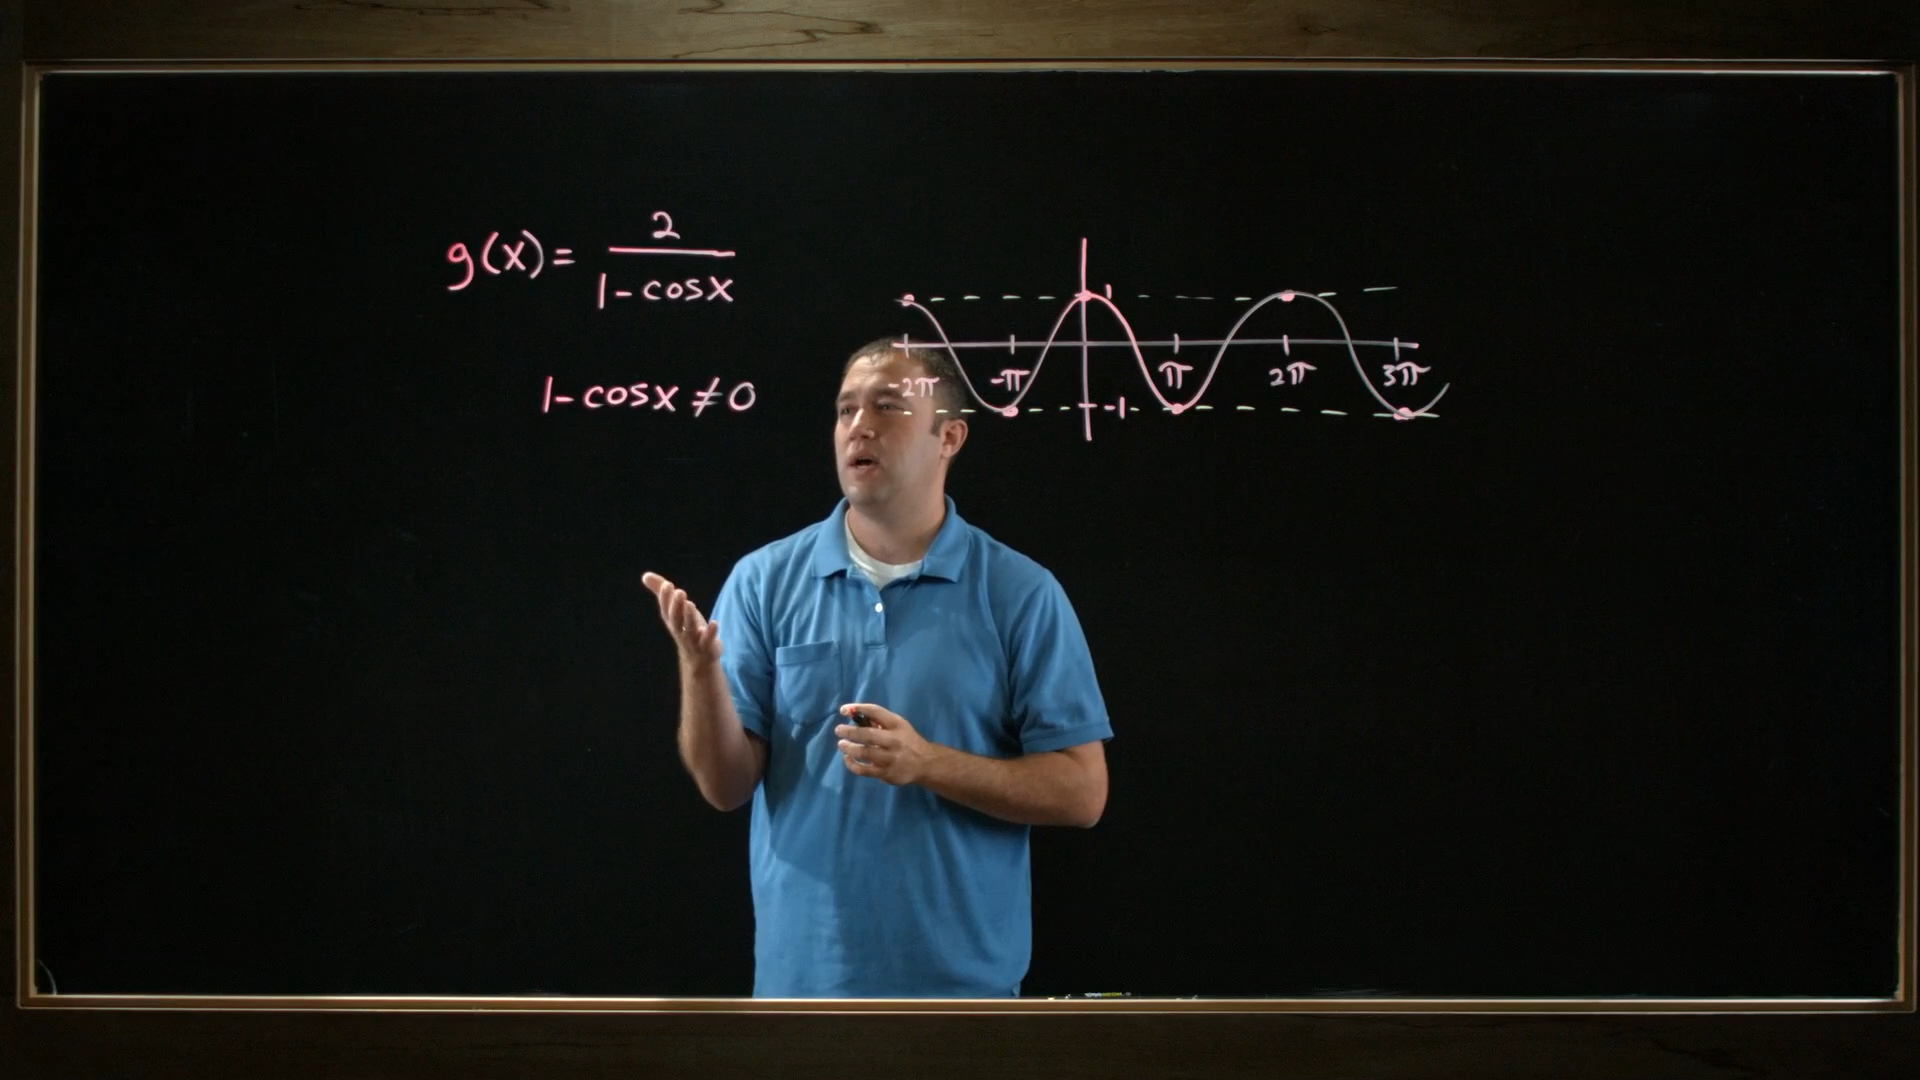 g(x) = 2 / 1 - cosx
1 - cosx ≠ 0
1
-2π -π π 2π 3π
-1